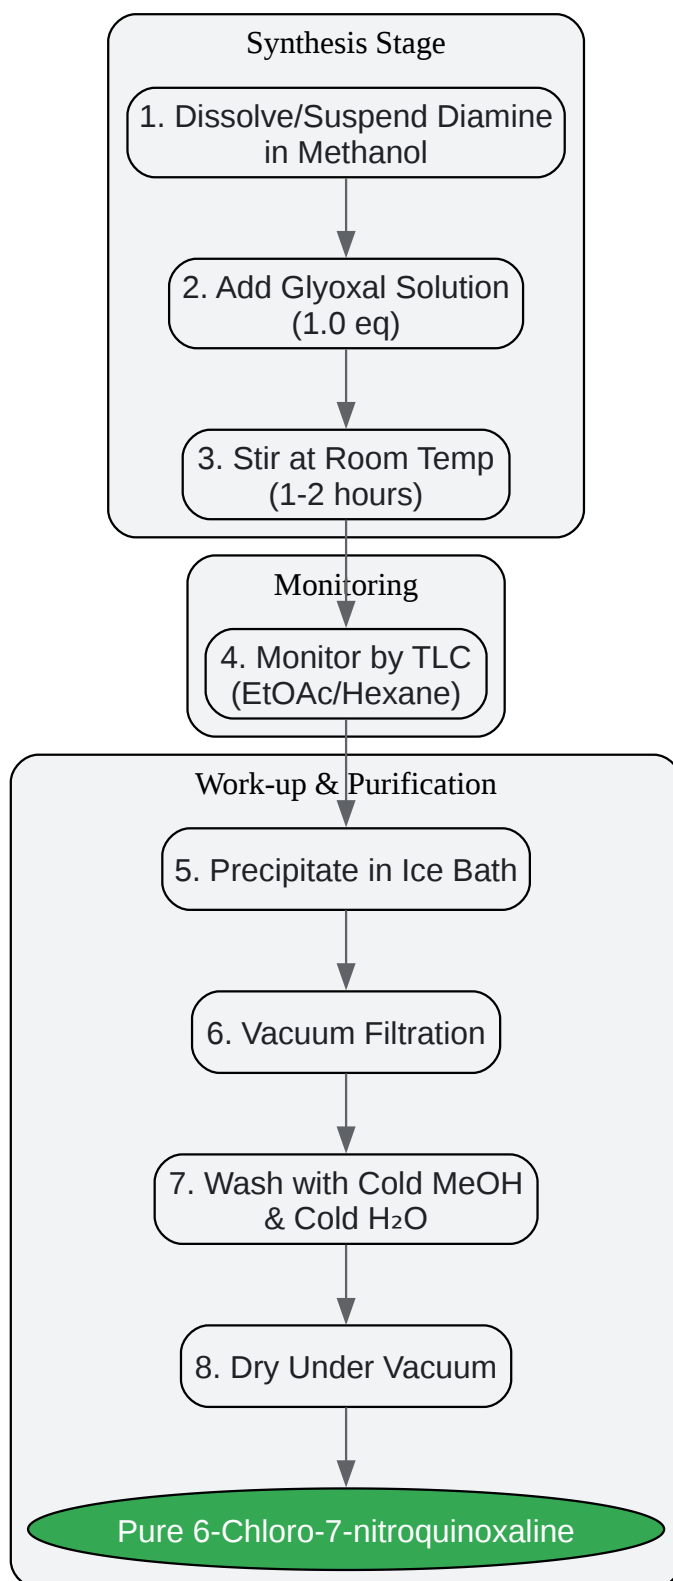 Synthesis Stage
1. Dissolve/Suspend Diamine
in Methanol
2. Add Glyoxal Solution
(1.0 eq)
3. Stir at Room Temp
(1-2 hours)
Monitoring
4. Monitor by TLC
(EtOAc/Hexane)
Work-up & Purification
5. Precipitate in Ice Bath
6. Vacuum Filtration
7. Wash with Cold MeOH
& Cold H₂O
8. Dry Under Vacuum
Pure 6-Chloro-7-nitroquinoxaline